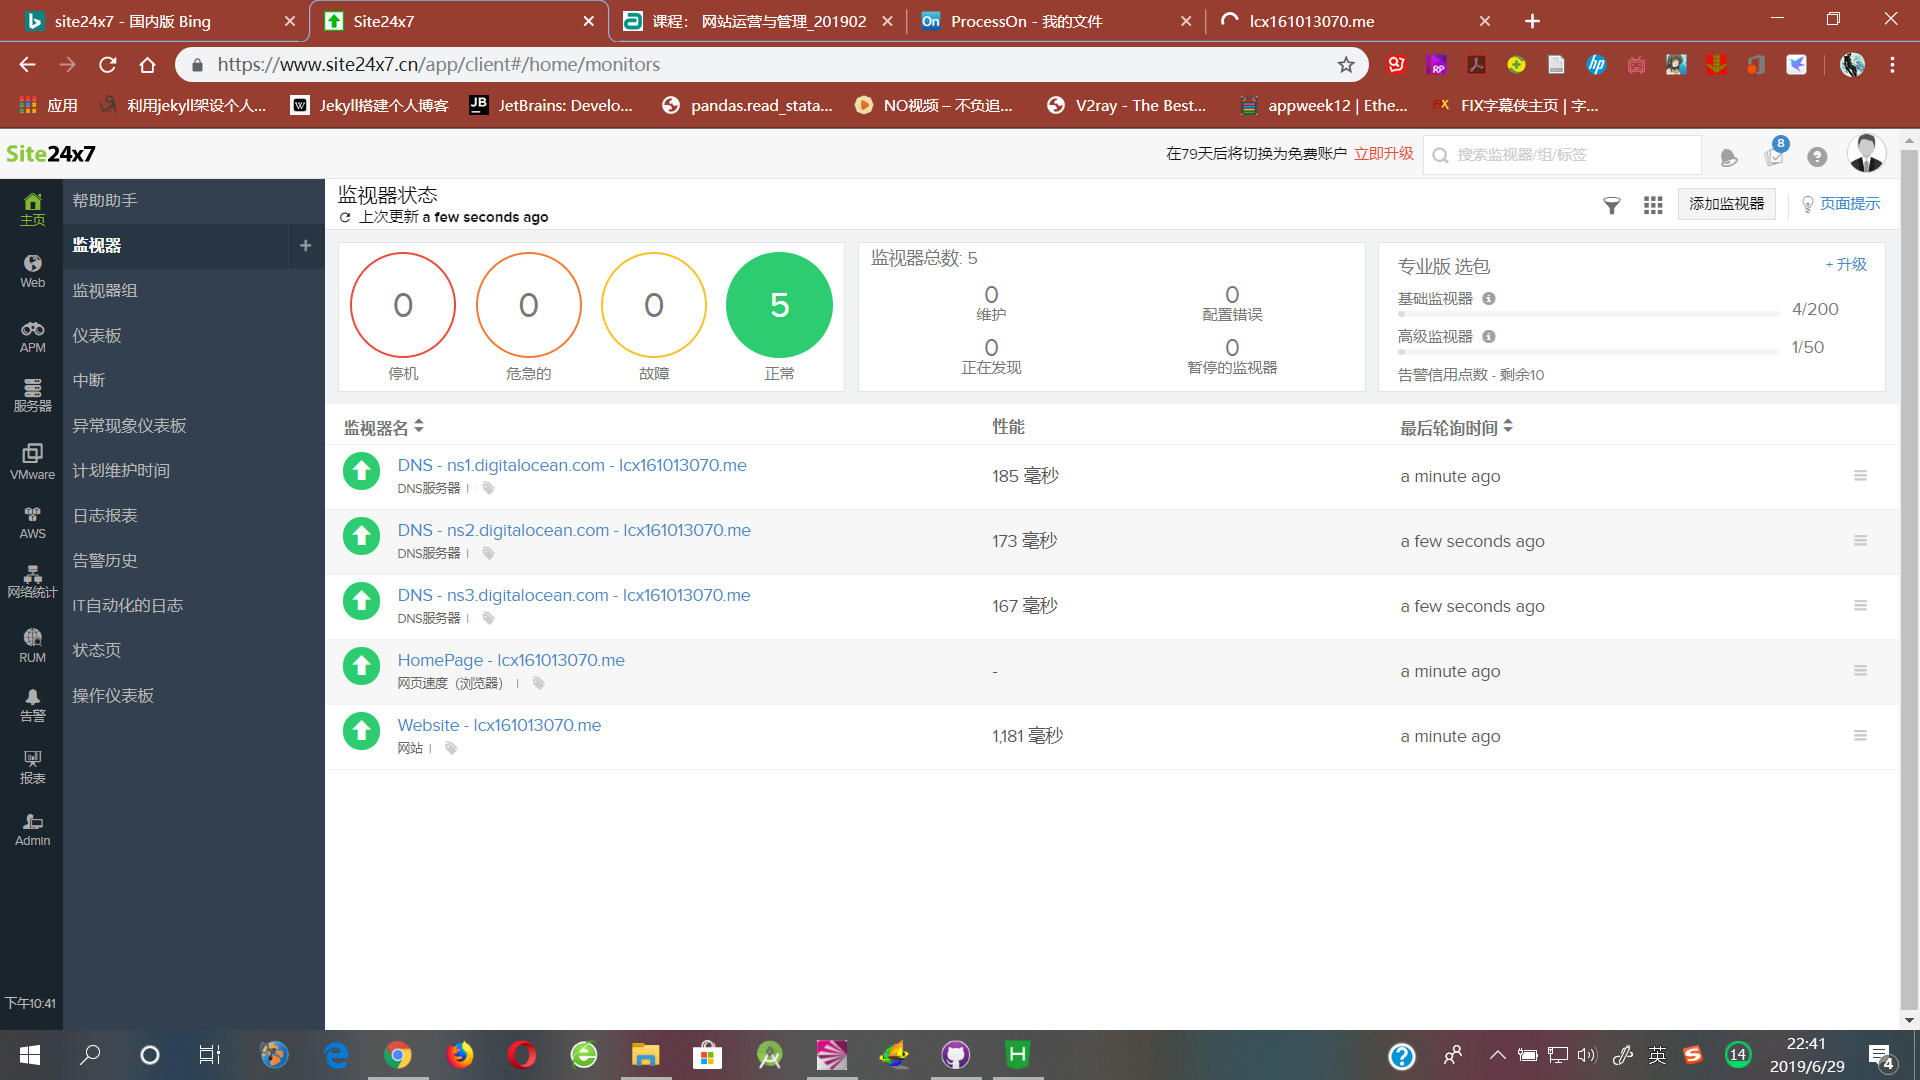 site24x7 - 国内版 Bing
Site24x7
课程： 网站运营与管理_201902
ProcessOn - 我的文件
lcx161013070.me
https://www.site24x7.cn/app/client#/home/monitors
应用
利用jekyll架设个人...
Jekyll搭建个人博客
JetBrains: Develo...
pandas.read_stata...
NO视频 – 不负追...
V2ray - The Best...
appweek12 | Ethe...
FIX字幕侠主页 | 字...
Site24x7
在79天后将切换为免费账户 立即升级
搜索监视器/组/标签
8
主页
Web
APM
服务器
VMware
AWS
网络统计
RUM
告警
报表
Admin
下午10:41
帮助助手
监视器 +
监视器组
仪表板
中断
异常现象仪表板
计划维护时间
日志报表
告警历史
IT自动化的日志
状态页
操作仪表板
监视器状态
上次更新 a few seconds ago
添加监视器
页面提示
0 停机
0 危急的
0 故障
5 正常
监视器总数: 5
0 维护
0 配置错误
0 正在发现
0 暂停的监视器
专业版 选包
+ 升级
基础监视器 4/200
高级监视器 1/50
告警信用点数 - 剩余10
监视器名 性能 最后轮询时间
DNS - ns1.digitalocean.com - lcx161013070.me
DNS服务器 |
185 毫秒
a minute ago
DNS - ns2.digitalocean.com - lcx161013070.me
DNS服务器 |
173 毫秒
a few seconds ago
DNS - ns3.digitalocean.com - lcx161013070.me
DNS服务器 |
167 毫秒
a few seconds ago
HomePage - lcx161013070.me
网页速度（浏览器） |
-
a minute ago
Website - lcx161013070.me
网站 |
1,181 毫秒
a minute ago
英
14
22:41
2019/6/29
4